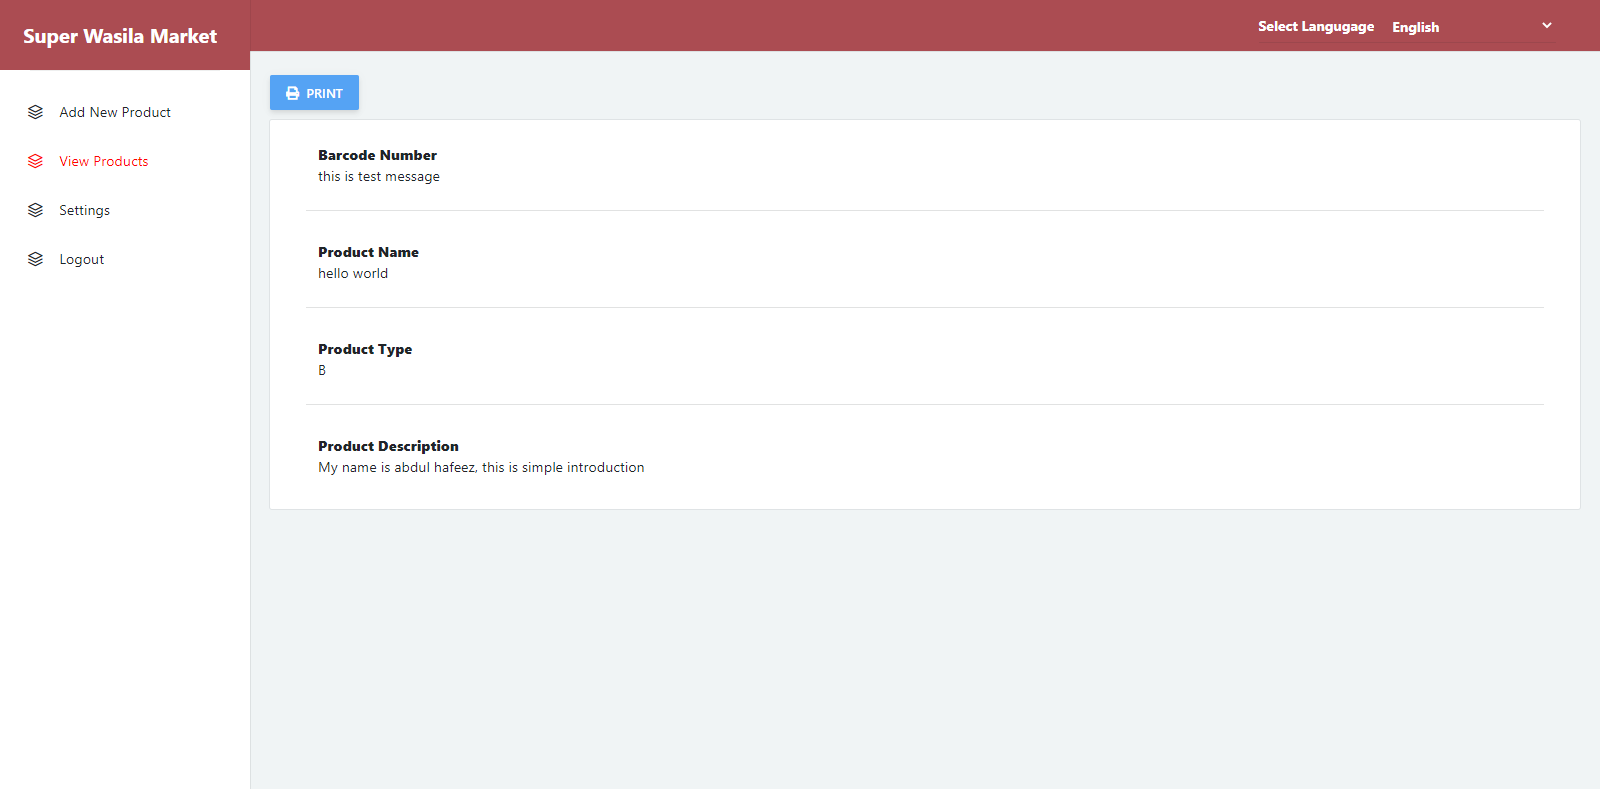 Super Wasila Market
Select Langugage English
Add New Product
View Products
Settings
Logout
PRINT
Barcode Number
this is test message
Product Name
hello world
Product Type
B
Product Description
My name is abdul hafeez, this is simple introduction